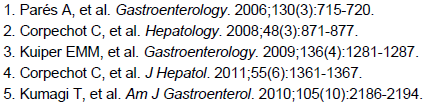 1. Parés A, et al. Gastroenterology. 2006;130(3):715-720.
2. Corpechot C, et al. Hepatology. 2008;48(3):871-877.
3. Kuiper EMM, et al. Gastroenterology. 2009;136(4):1281-1287.
4. Corpechot C, et al. J Hepatol. 2011;55(6):1361-1367.
5. Kumagi T, et al. Am J Gastroenterol. 2010;105(10):2186-2194.